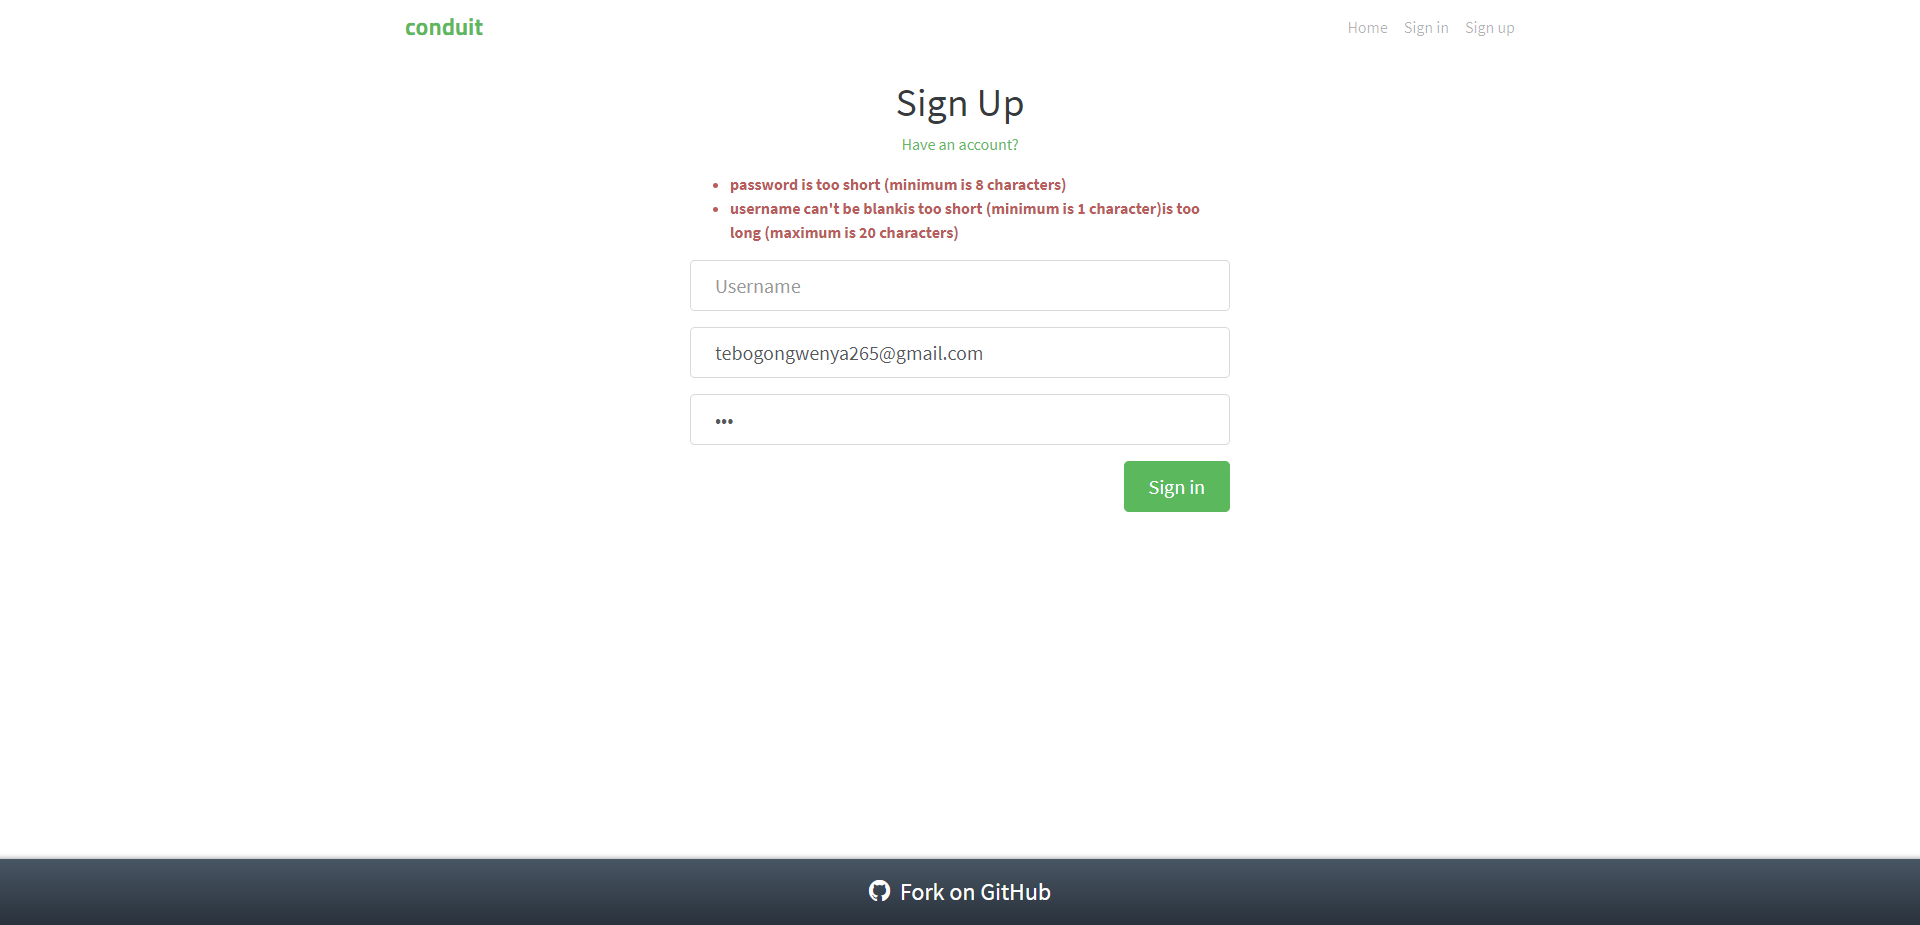 conduit
Home Sign in Sign up
Sign Up
Have an account?
password is too short (minimum is 8 characters)
username can't be blankis too short (minimum is 1 character)is too
long (maximum is 20 characters)
Username
tebogongwenya265@gmail.com
•••
Sign in
Fork on GitHub